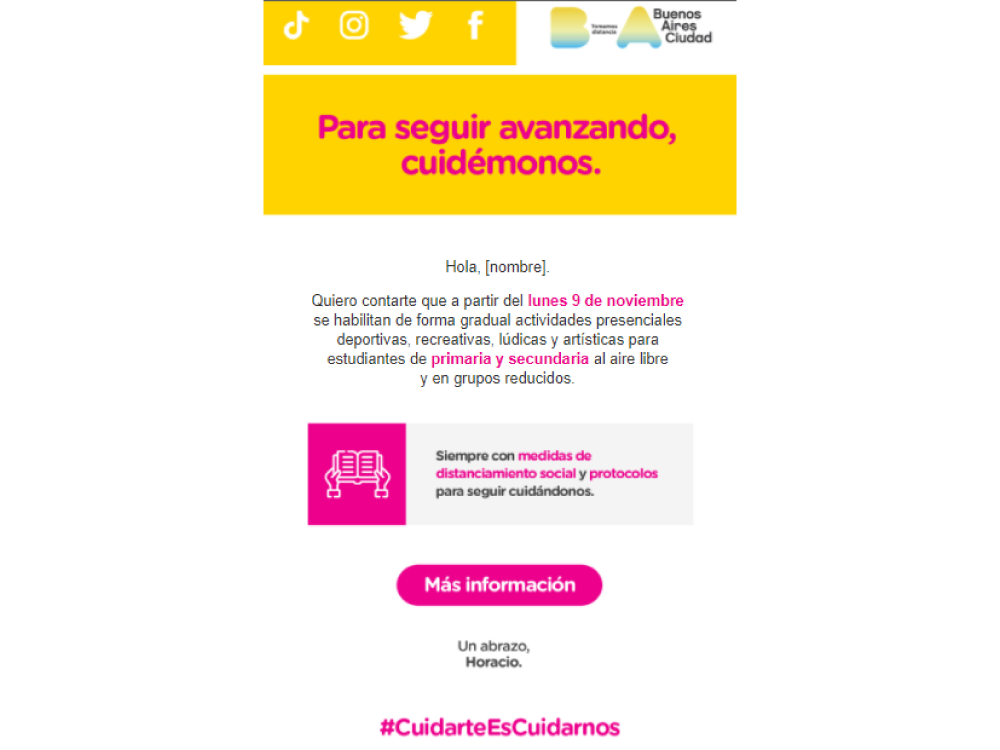 Tenemos
distancia
Buenos
Aires
Ciudad
Para seguir avanzando,
cuidémonos.
Hola, [nombre].
Quiero contarte que a partir del lunes 9 de noviembre
se habilitan de forma gradual actividades presenciales
deportivas, recreativas, lúdicas y artísticas para
estudiantes de primaria y secundaria al aire libre
y en grupos reducidos.
Siempre con medidas de
distanciamiento social y protocolos
para seguir cuidándonos.
Más información
Un abrazo,
Horacio.
#CuidarteEsCuidarnos